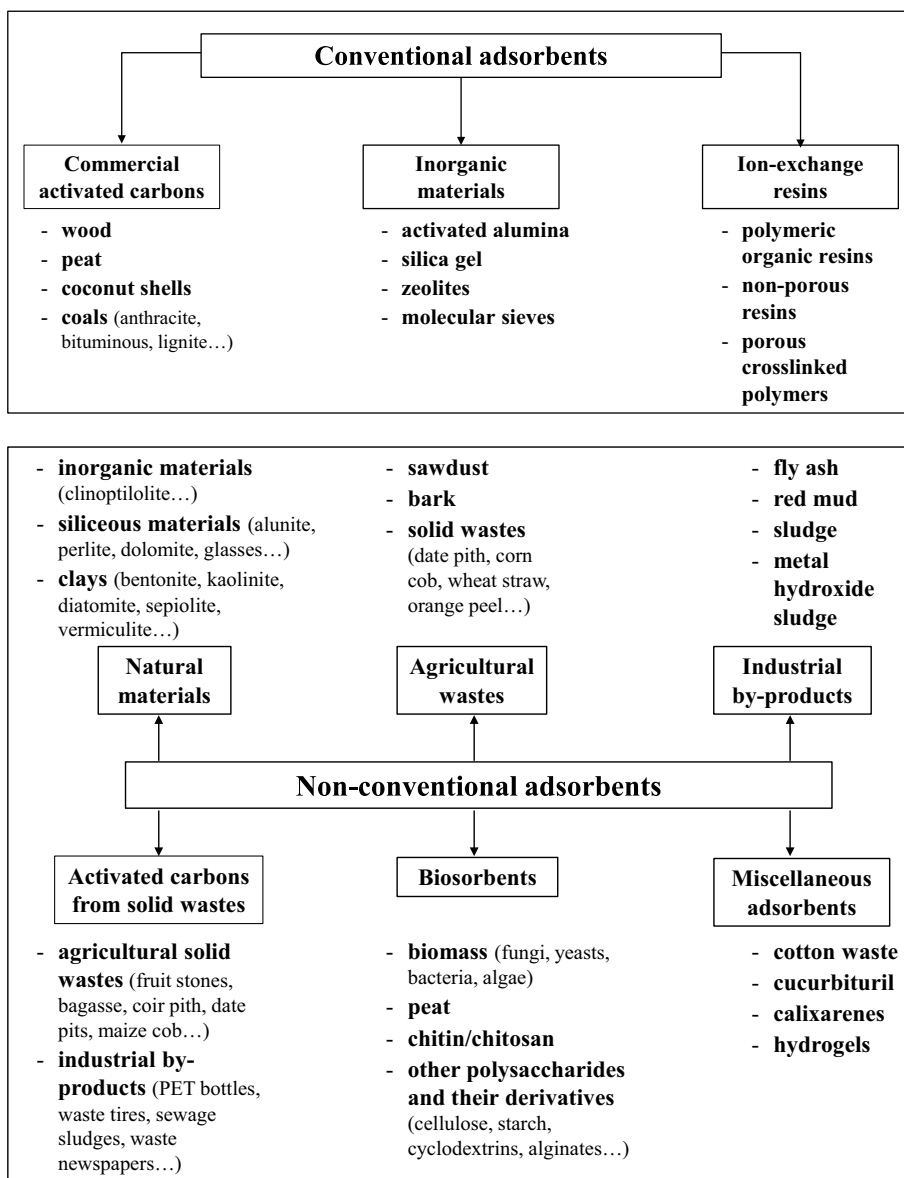 Conventional adsorbents
Commercial
activated carbons
- wood
- peat
- coconut shells
- coals (anthracite,
bituminous, lignite…)
Inorganic
materials
- activated alumina
- silica gel
- zeolites
- molecular sieves
Ion-exchange
resins
- polymeric
organic resins
- non-porous
resins
- porous
crosslinked
polymers
- inorganic materials
(clinoptilolite…)
- siliceous materials (alunite,
perlite, dolomite, glasses…)
- clays (bentonite, kaolinite,
diatomite, sepiolite,
vermiculite…)
Natural
materials
- sawdust
- bark
- solid wastes
(date pith, corn
cob, wheat straw,
orange peel…)
Agricultural
wastes
- fly ash
- red mud
- sludge
- metal
hydroxide
sludge
Industrial
by-products
Non-conventional adsorbents
Activated carbons
from solid wastes
- agricultural solid
wastes (fruit stones,
bagasse, coir pith, date
pits, maize cob…)
- industrial by-
products (PET bottles,
waste tires, sewage
sludges, waste
newspapers…)
Biosorbents
- biomass (fungi, yeasts,
bacteria, algae)
- peat
- chitin/chitosan
- other polysaccharides
and their derivatives
(cellulose, starch,
cyclodextrins, alginates…)
Miscellaneous
adsorbents
- cotton waste
- cucurbituril
- calixarenes
- hydrogels